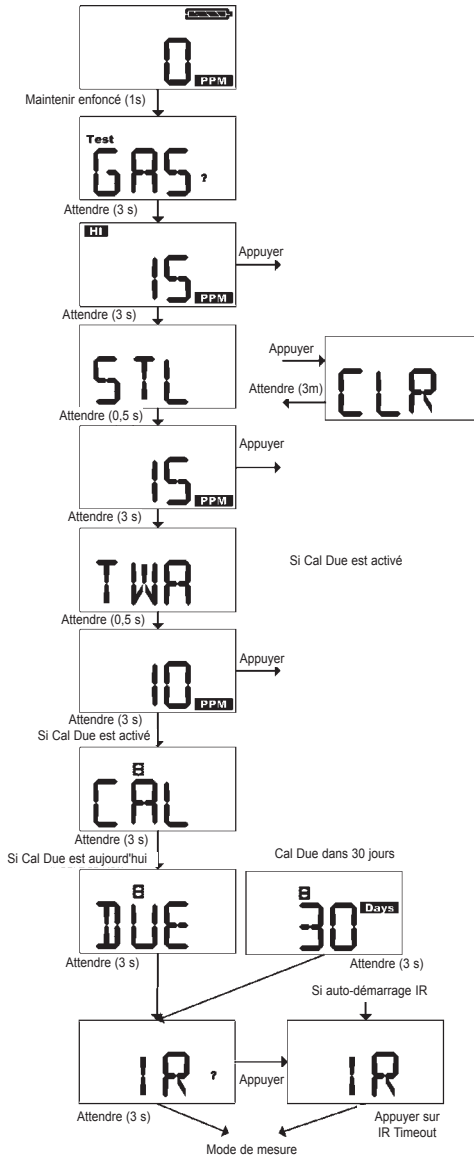 0
PPM
Maintenir enfoncé (1s)
Test
GAS ?
Attendre (3 s)
HI
15
PPM
Appuyer
Attendre (3 s)
STL
Appuyer
Attendre (3m)
CLR
Attendre (0,5 s)
15
PPM
Appuyer
Attendre (3 s)
TWA
Si Cal Due est activé
Attendre (0,5 s)
10
PPM
Appuyer
Attendre (3 s)
Si Cal Due est activé
CAL
Attendre (3 s)
Si Cal Due est aujourd'hui
Cal Due dans 30 jours
DUE
30
Days
Attendre (3 s)
Attendre (3 s)
Si auto-démarrage IR
IR ?
Appuyer
IR
Attendre (3 s)
Appuyer sur
IR Timeout
Mode de mesure